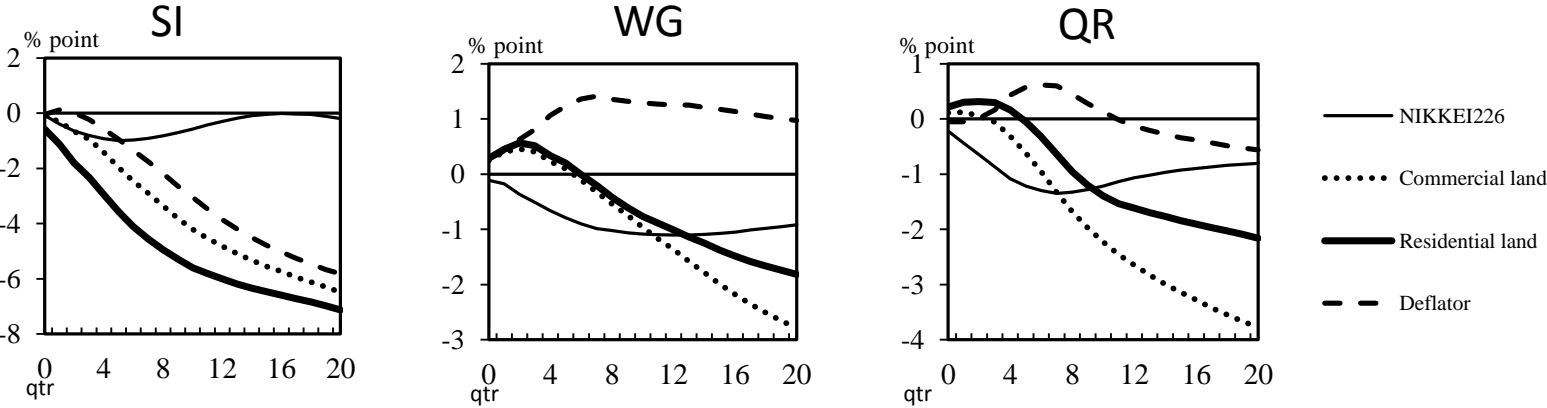 SI
% point
2
0
-2
-4
-6
-8
0 4 8 12 16 20
qtr
WG
% point
2
1
0
-1
-2
-3
0 4 8 12 16 20
qtr
QR
% point
1
0
-1
-2
-3
-4
0 4 8 12 16 20
qtr
NIKKEI226
Commercial land
Residential land
Deflator